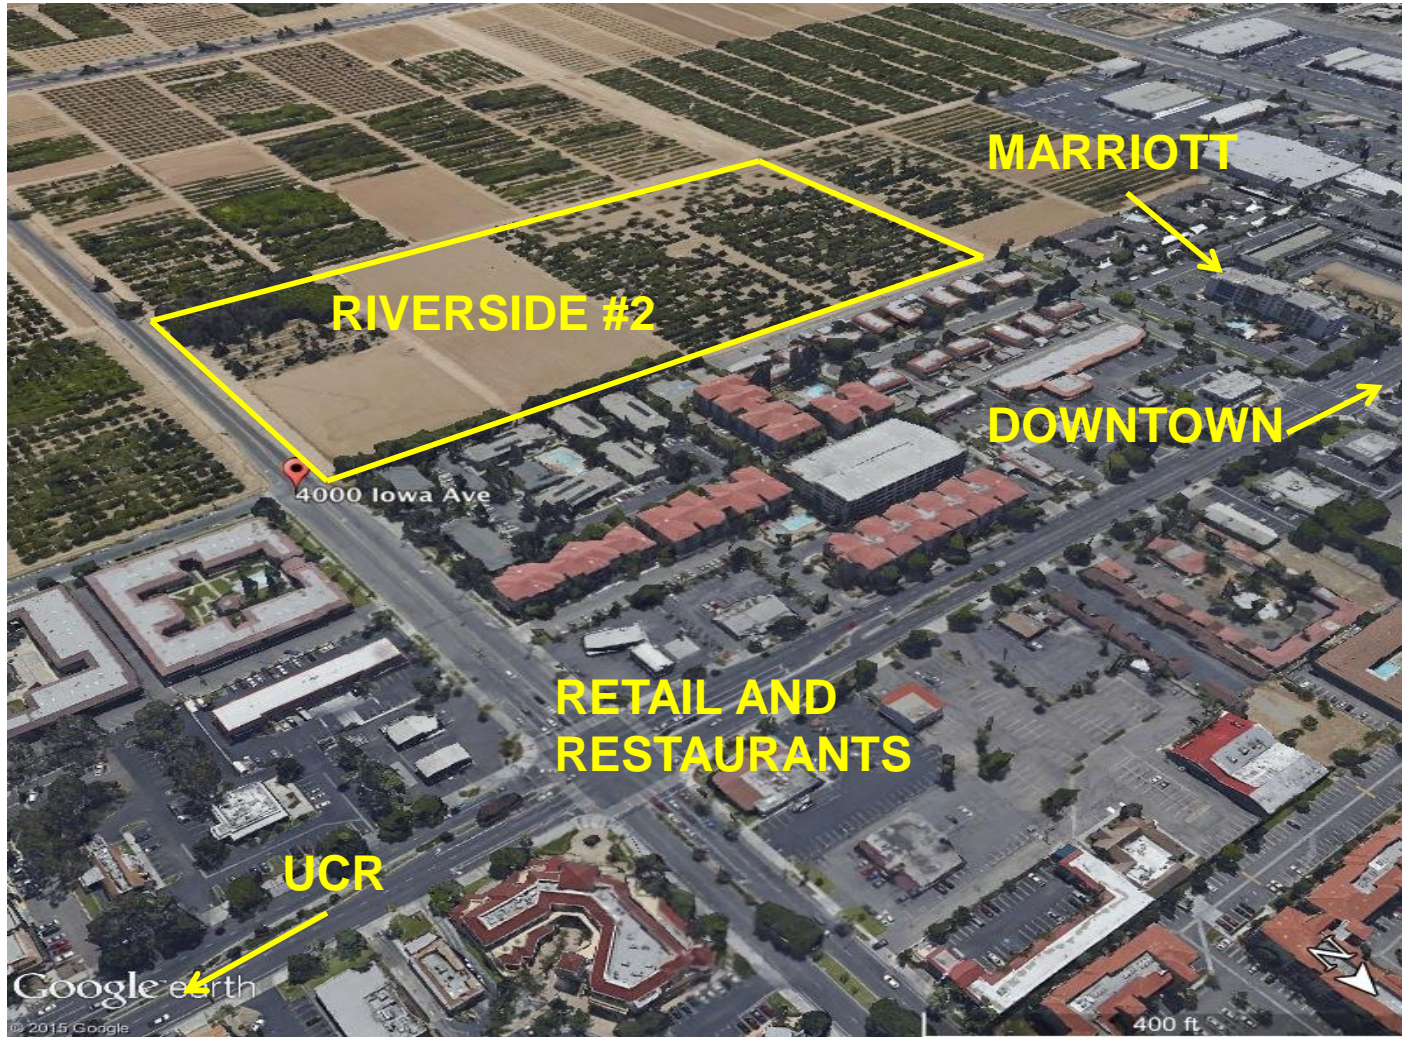 MARRIOTT
RIVERSIDE #2
DOWNTOWN
4000 Iowa Ave
RETAIL AND
RESTAURANTS
UCR
N
Google earth
© 2015 Google
400 ft